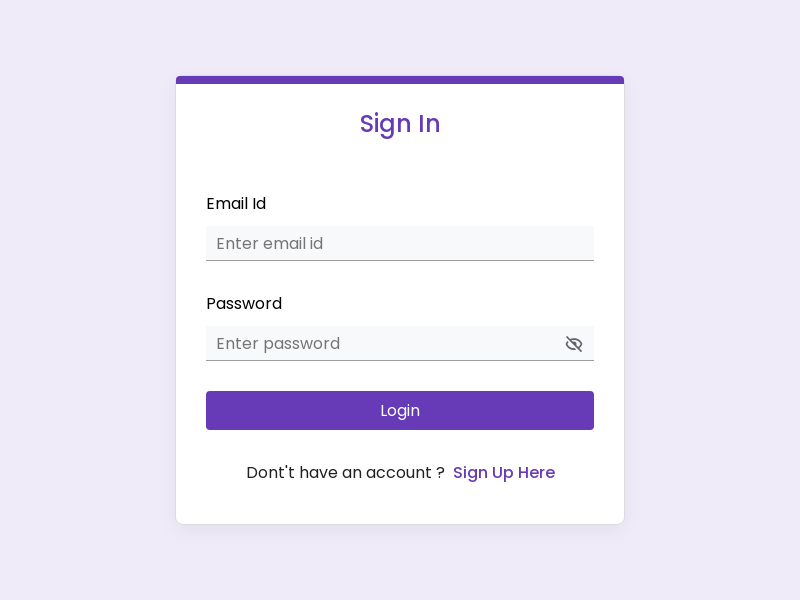 Sign In
Email Id
Enter email id
Password
Enter password
Login
Dont't have an account ? Sign Up Here